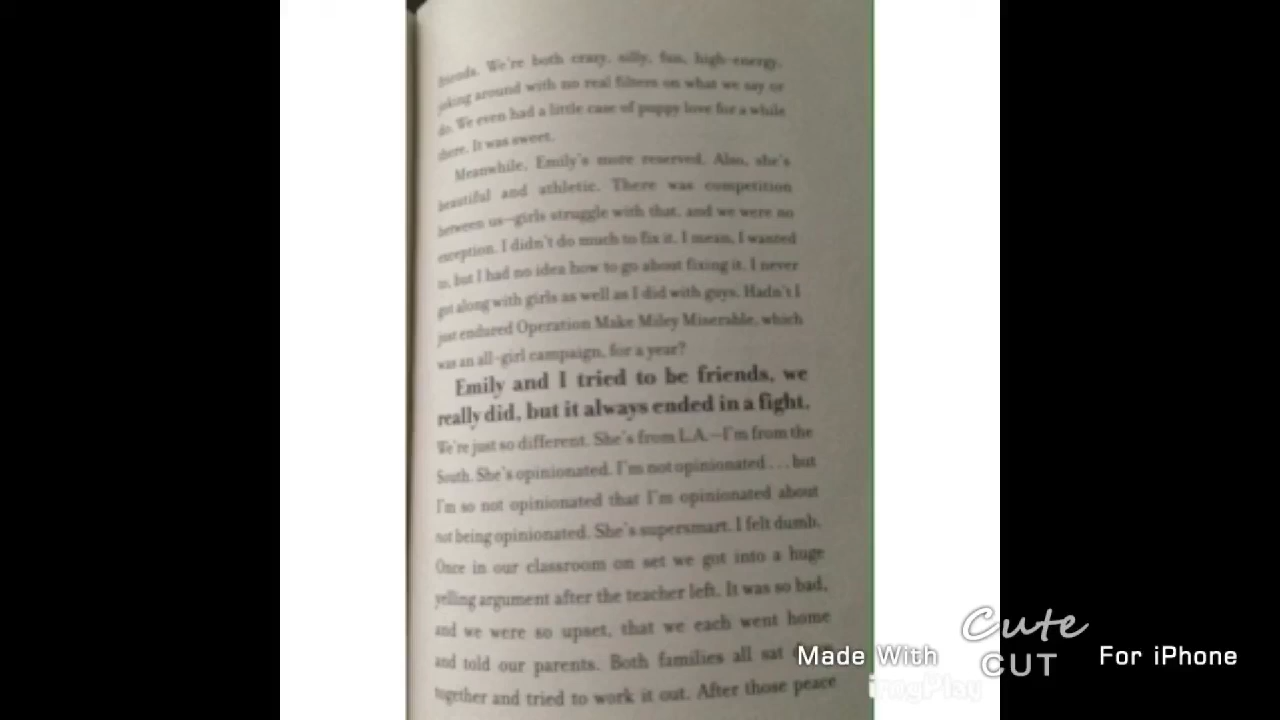 friends. We're both crazy, silly, fun, high-energy,
joking around with no real filters on what we say or
do. We even had a little case of puppy love for a while
there. It was sweet.
Meanwhile, Emily's more reserved. Also, she's
beautiful and athletic. There was competition
between us—girls struggle with that, and we were no
exception. I didn't do much to fix it. I mean, I wanted
to, but I had no idea how to go about fixing it. I never
got along with girls as well as I did with guys. Hadn't I
just endured Operation Make Miley Miserable, which
was an all-girl campaign, for a year?
Emily and I tried to be friends, we
really did, but it always ended in a fight.
We're just so different. She's from L.A.—I'm from the
South. She's opinionated. I'm not opinionated . . . but
I'm so not opinionated that I'm opinionated about
not being opinionated. She's supersmart. I felt dumb.
Once in our classroom on set we got into a huge
yelling argument after the teacher left. It was so bad,
and we were so upset, that we each went home
and told our parents. Both families all sat
together and tried to work it out. After those peace
Made With Cute CUT For iPhone